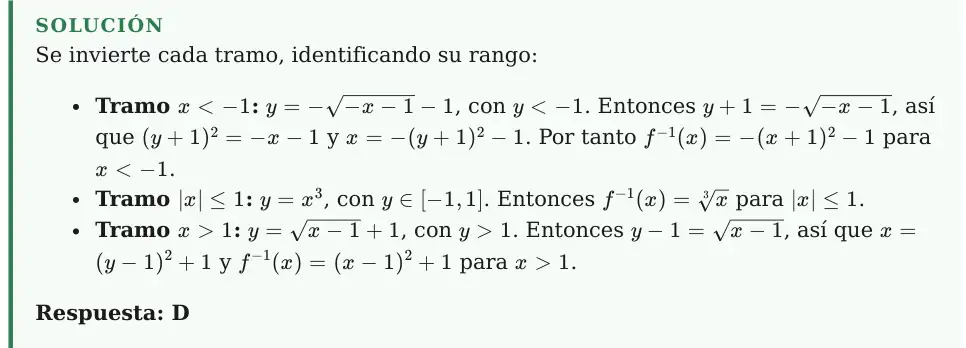 SOLUCIÓN
Se invierte cada tramo, identificando su rango:
• Tramo x < −1: y = −√(−x − 1) − 1, con y < −1. Entonces y + 1 = −√(−x − 1), así
que (y + 1)² = −x − 1 y x = −(y + 1)² − 1. Por tanto f⁻¹(x) = −(x + 1)² − 1 para
x < −1.
• Tramo |x| ≤ 1: y = x³, con y ∈ [−1, 1]. Entonces f⁻¹(x) = ∛x para |x| ≤ 1.
• Tramo x > 1: y = √(x − 1) + 1, con y > 1. Entonces y − 1 = √(x − 1), así que x =
(y − 1)² + 1 y f⁻¹(x) = (x − 1)² + 1 para x > 1.
Respuesta: D